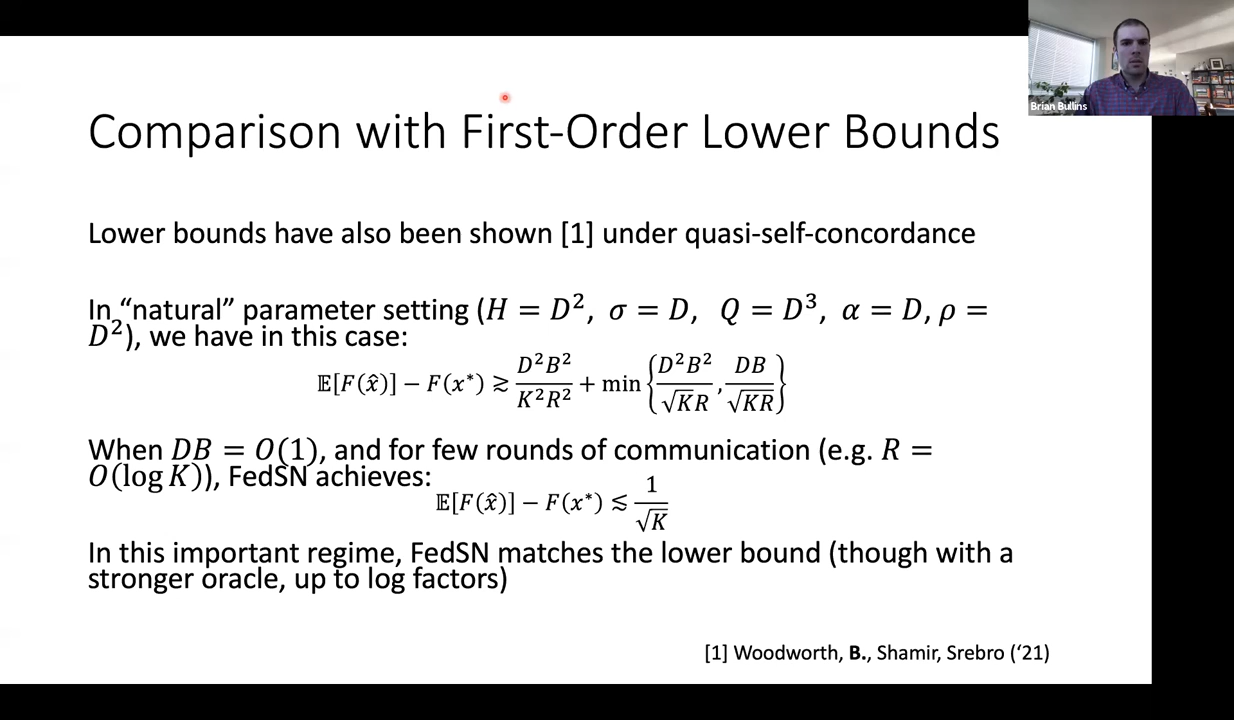 Brian Bullins
Comparison with First-Order Lower Bounds
Lower bounds have also been shown [1] under quasi-self-concordance
In “natural” parameter setting (H = D², σ = D, Q = D³, α = D, ρ =
D²), we have in this case:
𝔼[F(x̂)] − F(x*) ≳ D²B²/K²R² + min{D²B²/√KR, DB/√KR}
When DB = O(1), and for few rounds of communication (e.g. R =
O(log K)), FedSN achieves:
𝔼[F(x̂)] − F(x*) ≲ 1/√K
In this important regime, FedSN matches the lower bound (though with a
stronger oracle, up to log factors)
[1] Woodworth, B., Shamir, Srebro (‘21)